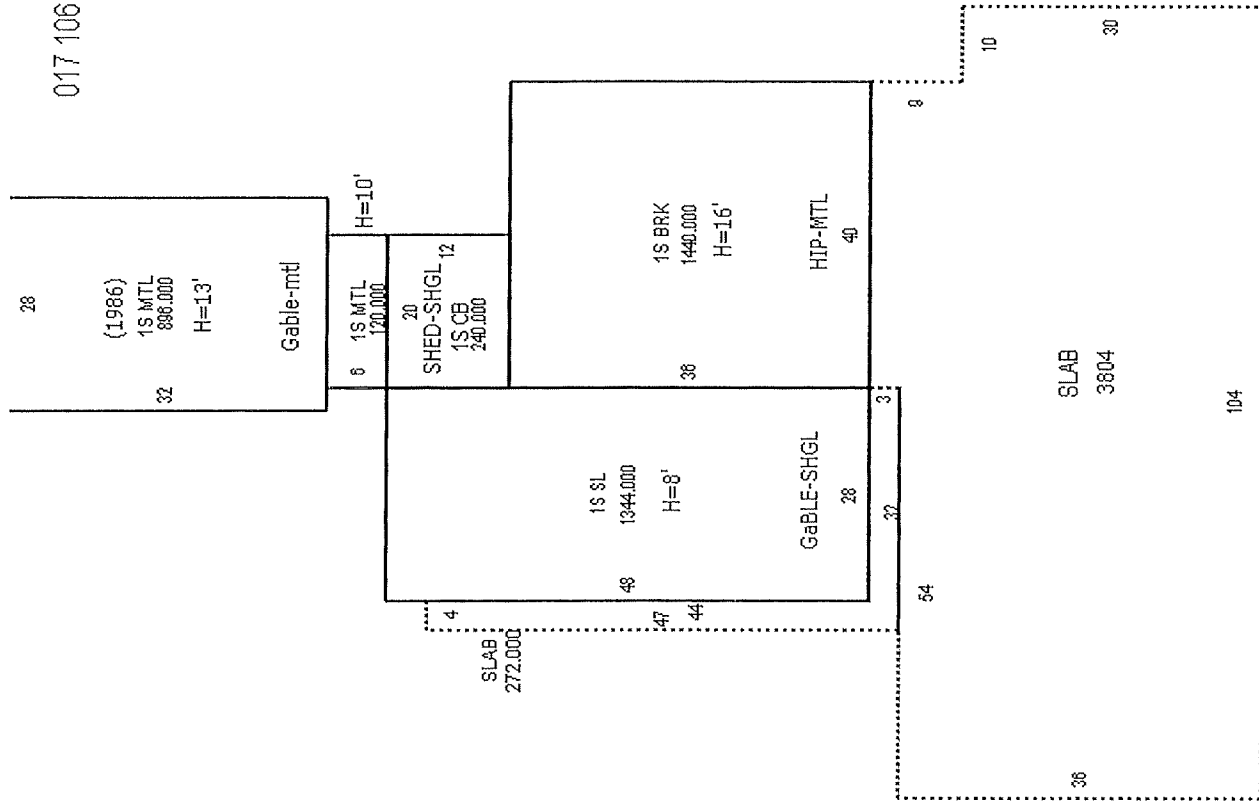 017 106
28
(1986)
1S MTL
896.000
H=13'
Gable-mtl
32
H=10'
6
1S MTL
120.000
20
12
SHED-SHGL
1S CB
240.000
1S BRK
1440.000
H=16'
HIP-MTL
40
36
9
10
30
1S SL
1344.000
H=8'
GaBLE-SHGL
28
48
3
32
4
47
44
SLAB
272.000
54
SLAB
3804
104
36